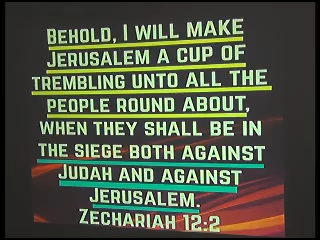 BEHOLD, I WILL MAKE
JERUSALEM A CUP OF
TREMBLING UNTO ALL THE
PEOPLE ROUND ABOUT,
WHEN THEY SHALL BE IN
THE SIEGE BOTH AGAINST
JUDAH AND AGAINST
JERUSALEM.
ZECHARIAH 12:2